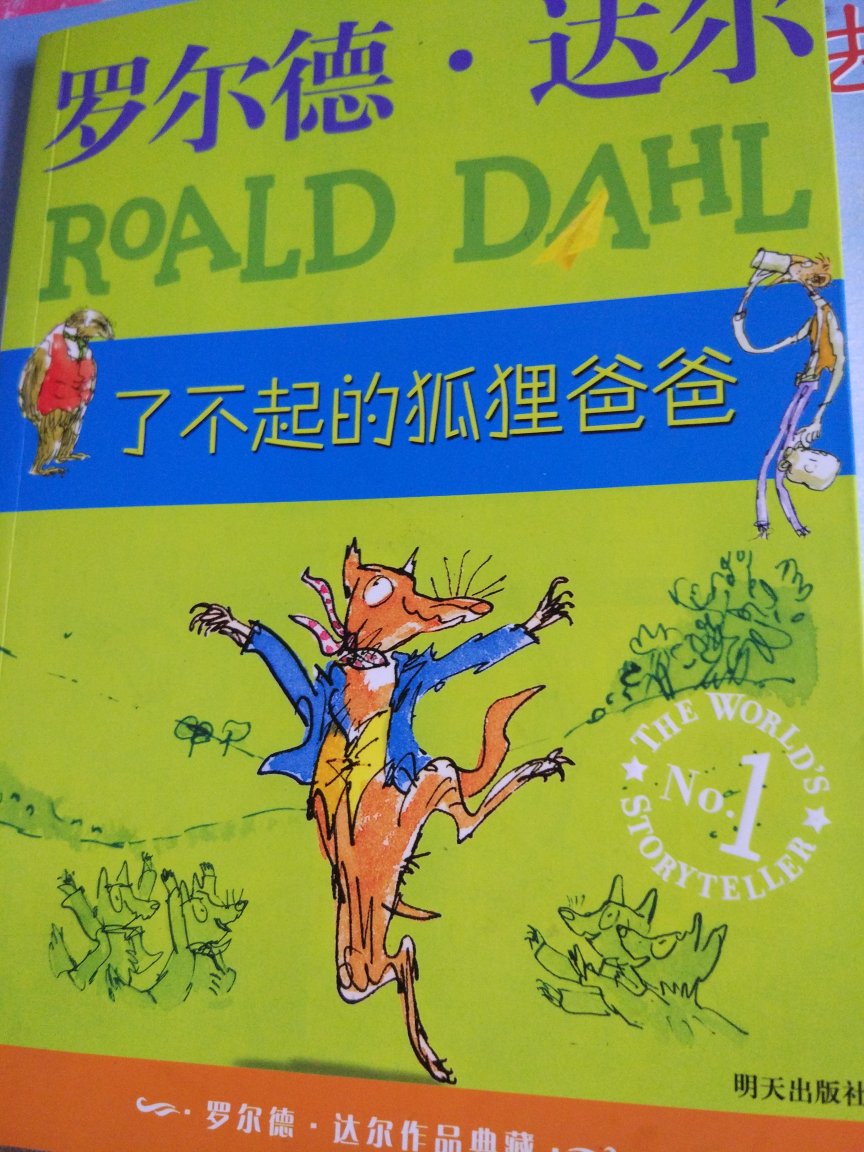 罗尔德·达尔
ROALD DAHL
了不起的狐狸爸爸
THE WORLD'S
No.1
STORYTELLER
明天出版社
罗尔德·达尔作品典藏